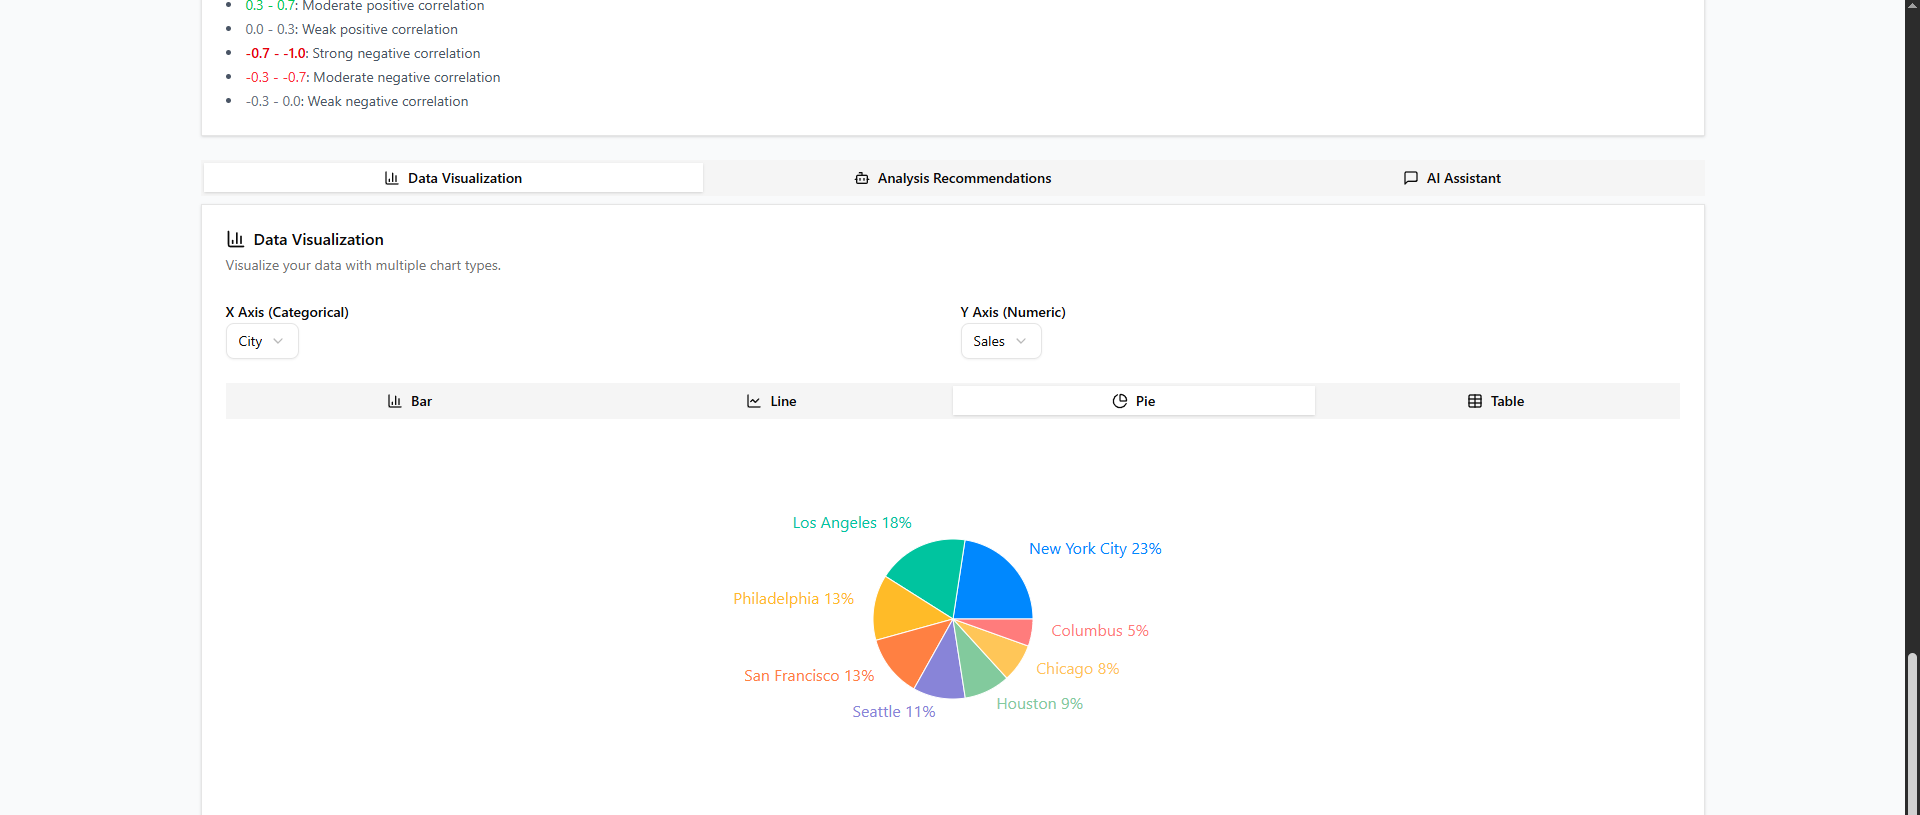 0.3 - 0.7: Moderate positive correlation
0.0 - 0.3: Weak positive correlation
-0.7 - -1.0: Strong negative correlation
-0.3 - -0.7: Moderate negative correlation
-0.3 - 0.0: Weak negative correlation
Data Visualization
Analysis Recommendations
AI Assistant
Data Visualization
Visualize your data with multiple chart types.
X Axis (Categorical)
Y Axis (Numeric)
City
Sales
Bar
Line
Pie
Table
Los Angeles 18%
New York City 23%
Philadelphia 13%
Columbus 5%
Chicago 8%
San Francisco 13%
Houston 9%
Seattle 11%